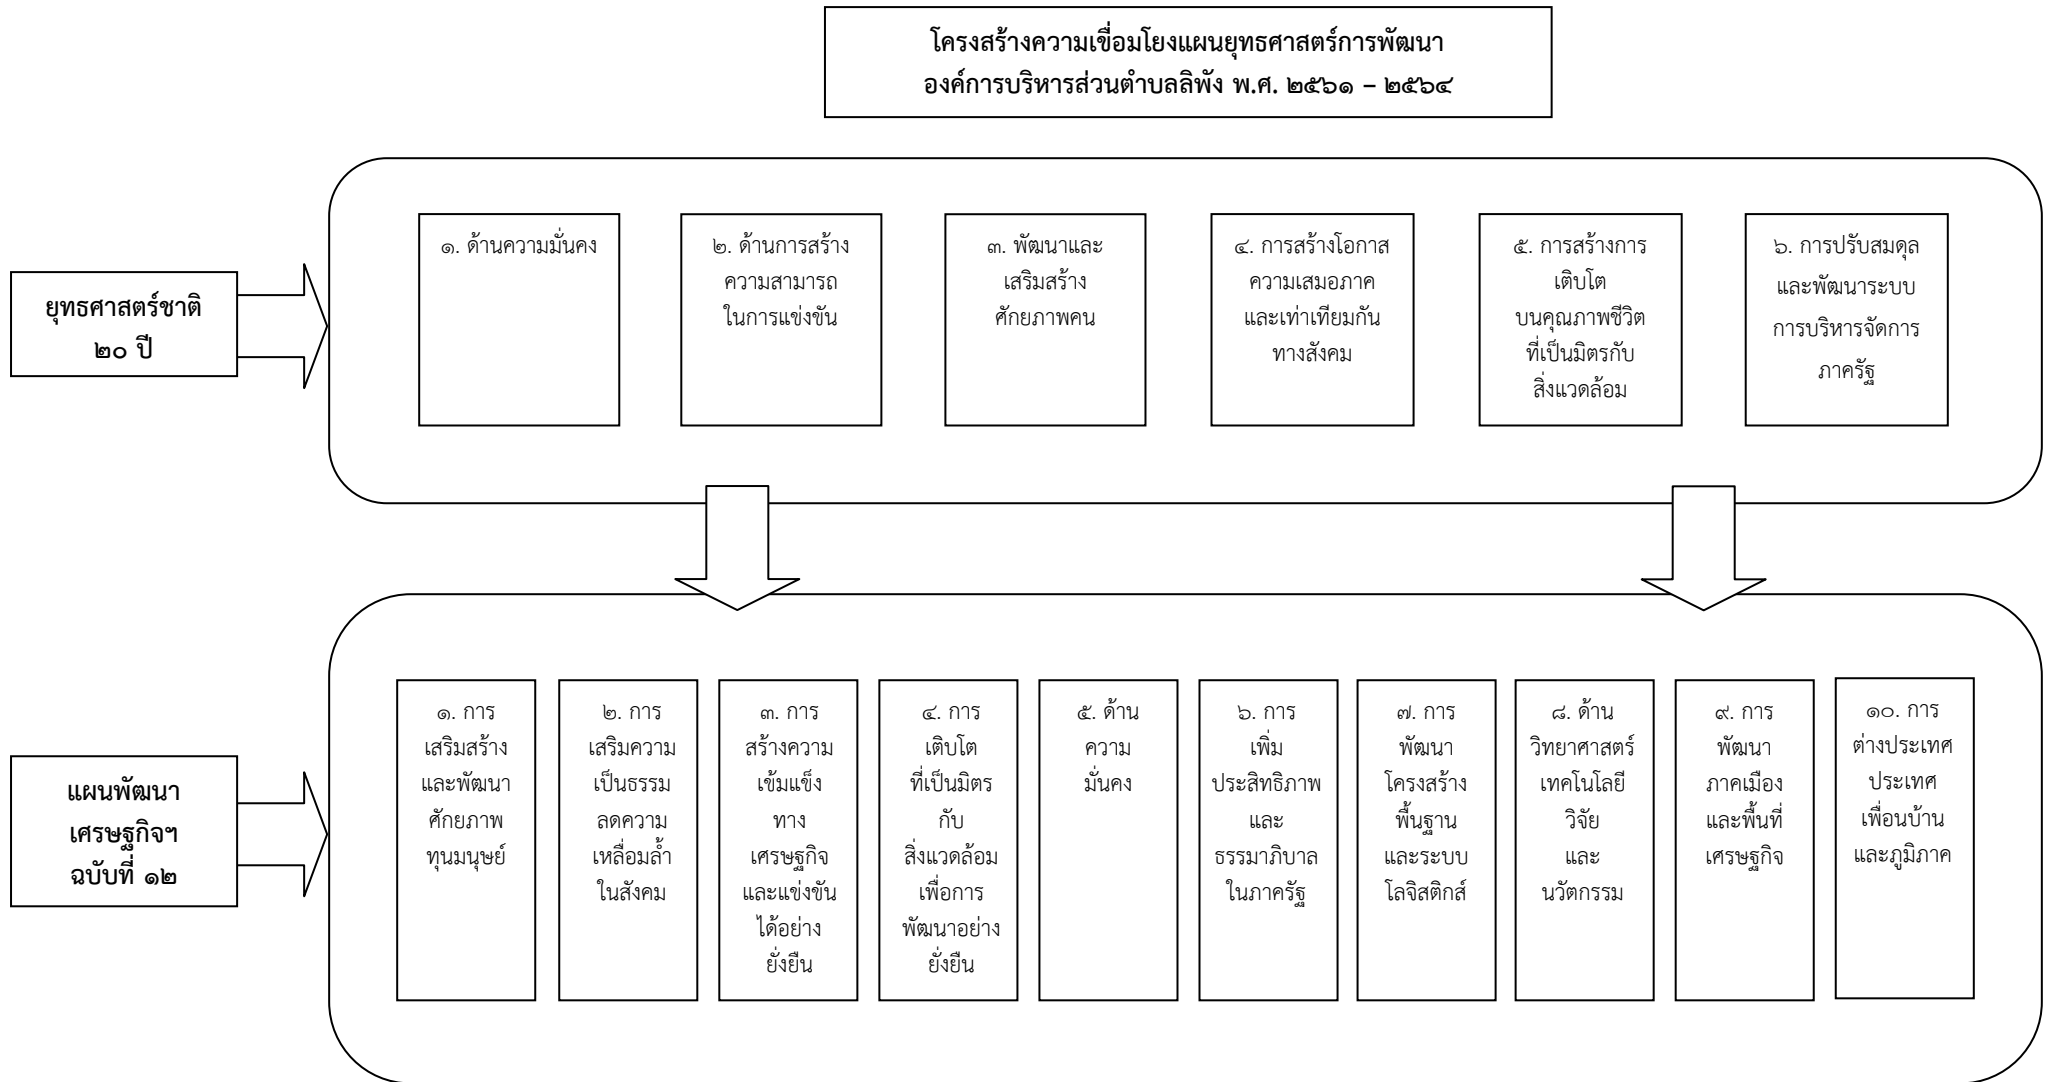 โครงสร้างความเขื่อมโยงแผนยุทธศาสตร์การพัฒนา
องค์การบริหารส่วนตำบลลิพัง พ.ศ. ๒๕๖๑ – ๒๕๖๔
ยุทธศาสตร์ชาติ
๒๐ ปี
๑. ด้านความมั่นคง
๒. ด้านการสร้าง
ความสามารถ
ในการแข่งขัน
๓. พัฒนาและ
เสริมสร้าง
ศักยภาพคน
๔. การสร้างโอกาส
ความเสมอภาค
และเท่าเทียมกัน
ทางสังคม
๕. การสร้างการ
เติบโต
บนคุณภาพชีวิต
ที่เป็นมิตรกับ
สิ่งแวดล้อม
๖. การปรับสมดุล
และพัฒนาระบบ
การบริหารจัดการ
ภาครัฐ
แผนพัฒนา
เศรษฐกิจฯ
ฉบับที่ ๑๒
๑. การ
เสริมสร้าง
และพัฒนา
ศักยภาพ
ทุนมนุษย์
๒. การ
เสริมความ
เป็นธรรม
ลดความ
เหลื่อมล้ำ
ในสังคม
๓. การ
สร้างความ
เข้มแข็ง
ทาง
เศรษฐกิจ
และแข่งขัน
ได้อย่าง
ยั่งยืน
๔. การ
เติบโต
ที่เป็นมิตร
กับ
สิ่งแวดล้อม
เพื่อการ
พัฒนาอย่าง
ยั่งยืน
๕. ด้าน
ความ
มั่นคง
๖. การ
เพิ่ม
ประสิทธิภาพ
และ
ธรรมาภิบาล
ในภาครัฐ
๗. การ
พัฒนา
โครงสร้าง
พื้นฐาน
และระบบ
โลจิสติกส์
๘. ด้าน
วิทยาศาสตร์
เทคโนโลยี
วิจัย
และ
นวัตกรรม
๙. การ
พัฒนา
ภาคเมือง
และพื้นที่
เศรษฐกิจ
๑๐. การ
ต่างประเทศ
ประเทศ
เพื่อนบ้าน
และภูมิภาค